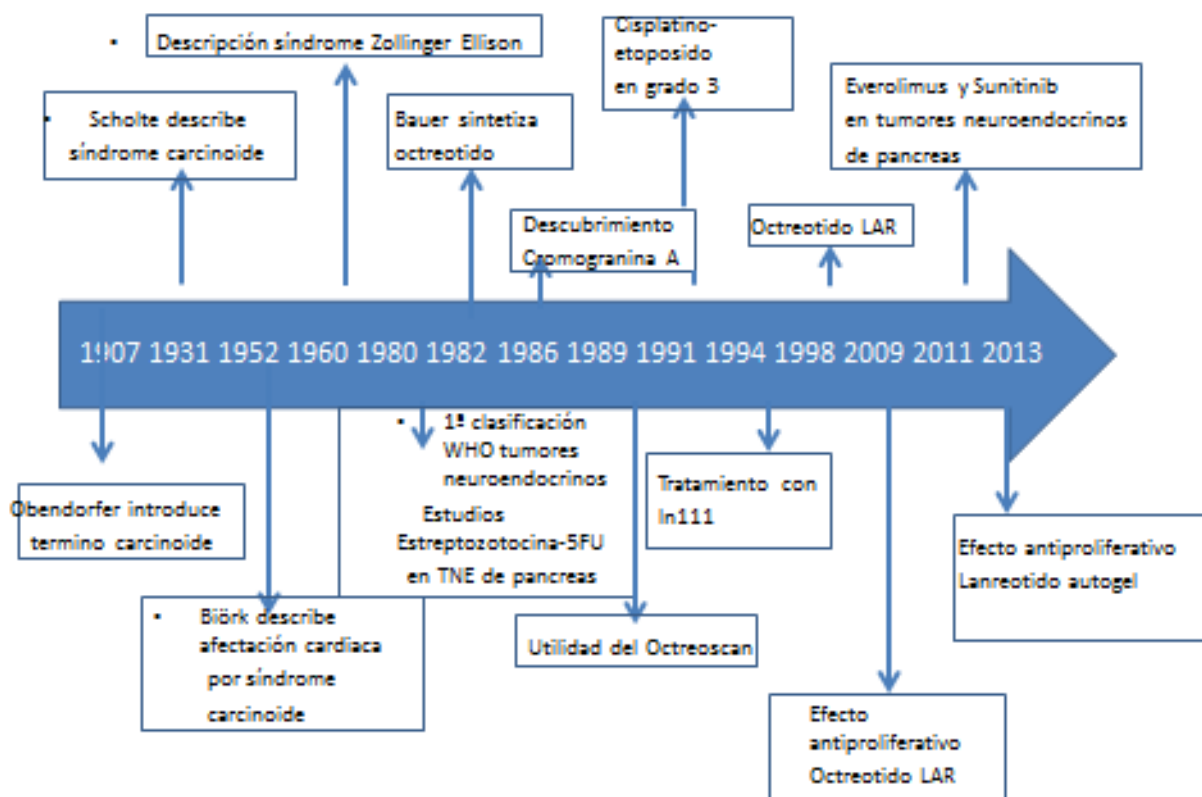 • Descripción síndrome Zollinger Ellison
Cisplatino-
etoposido
en grado 3
• Scholte describe
síndrome carcinoide
Bauer sintetiza
octreotido
Everolimus y Sunitinib
en tumores neuroendocrinos
de pancreas
Descubrimiento
Cromogranina A
Octreotido LAR
1907 1931 1952 1960 1980 1982 1986 1989 1991 1994 1998 2009 2011 2013
Obendorfer introduce
termino carcinoide
• 1ª clasificación
WHO tumores
neuroendocrinos
Estudios
Estreptozotocina-5FU
en TNE de pancreas
Tratamiento con
In111
Efecto antiproliferativo
Lanreotido autogel
• Biörk describe
afectación cardiaca
por síndrome
carcinoide
Utilidad del Octreoscan
Efecto
antiproliferativo
Octreotido LAR